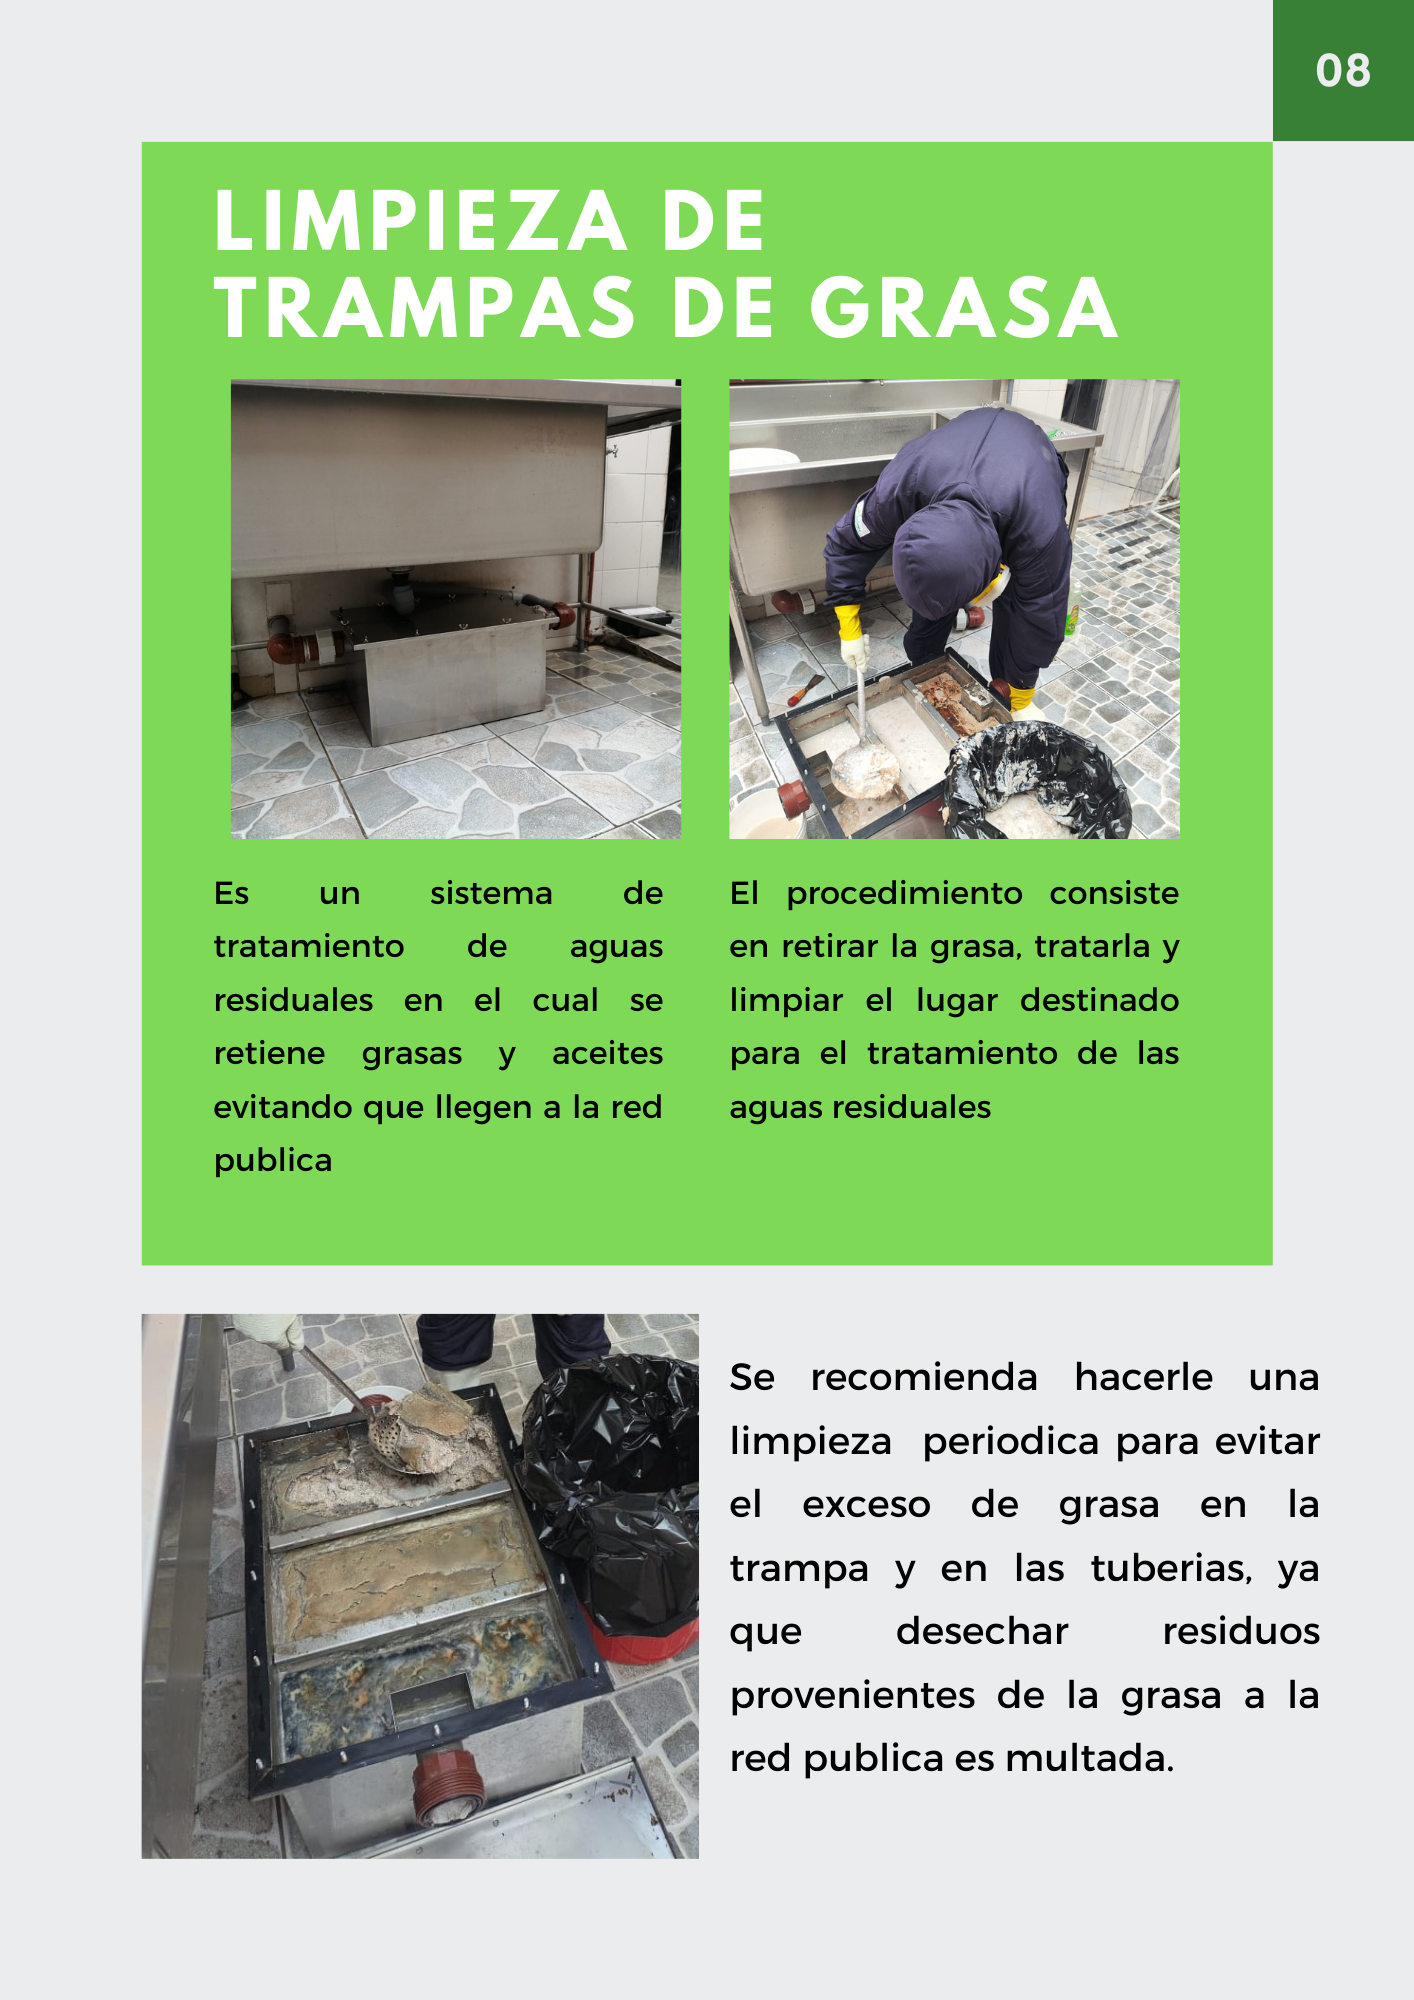 08
LIMPIEZA DE
TRAMPAS DE GRASA
Es un sistema de
tratamiento de aguas
residuales en el cual se
retiene grasas y aceites
evitando que llegen a la red
publica
El procedimiento consiste
en retirar la grasa, tratarla y
limpiar el lugar destinado
para el tratamiento de las
aguas residuales
Se recomienda hacerle una
limpieza periodica para evitar
el exceso de grasa en la
trampa y en las tuberias, ya
que desechar residuos
provenientes de la grasa a la
red publica es multada.